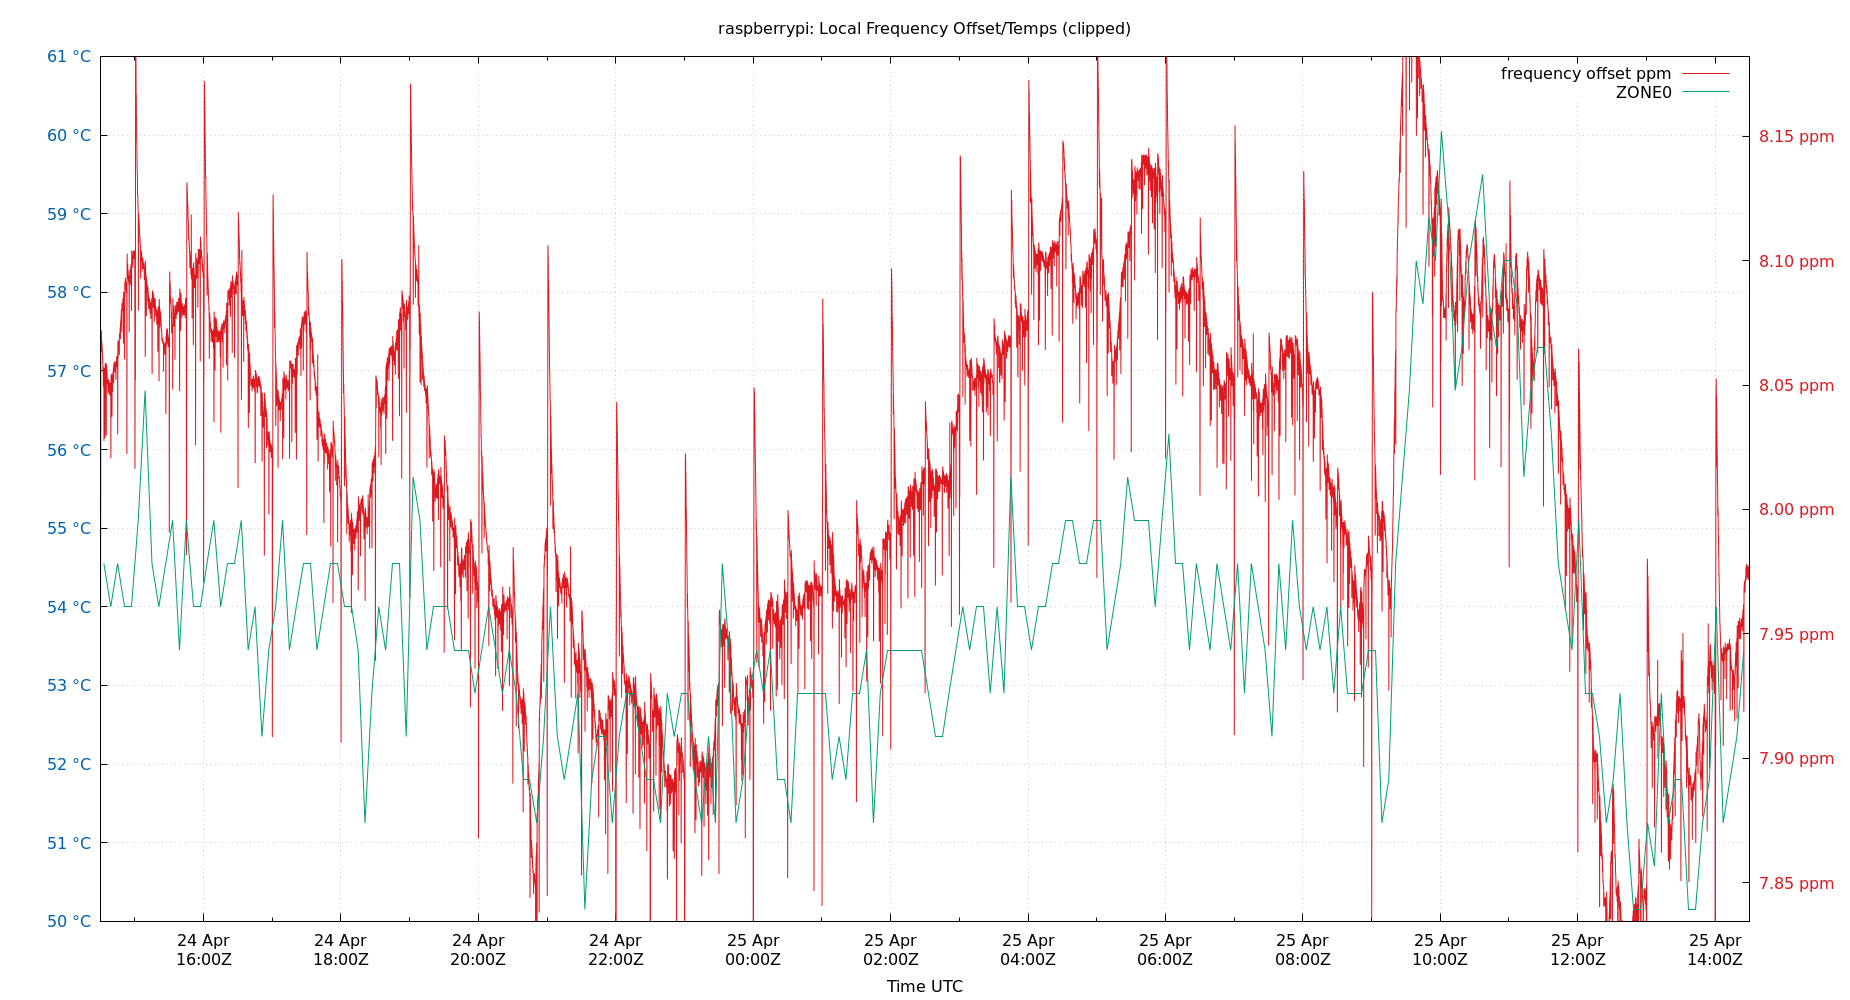 raspberrypi: Local Frequency Offset/Temps (clipped)
61 °C
60 °C
59 °C
58 °C
57 °C
56 °C
55 °C
54 °C
53 °C
52 °C
51 °C
50 °C
frequency offset ppm
ZONE0
8.15 ppm
8.10 ppm
8.05 ppm
8.00 ppm
7.95 ppm
7.90 ppm
7.85 ppm
24 Apr
16:00Z
24 Apr
18:00Z
24 Apr
20:00Z
24 Apr
22:00Z
25 Apr
00:00Z
25 Apr
02:00Z
25 Apr
04:00Z
25 Apr
06:00Z
25 Apr
08:00Z
25 Apr
10:00Z
25 Apr
12:00Z
25 Apr
14:00Z
Time UTC